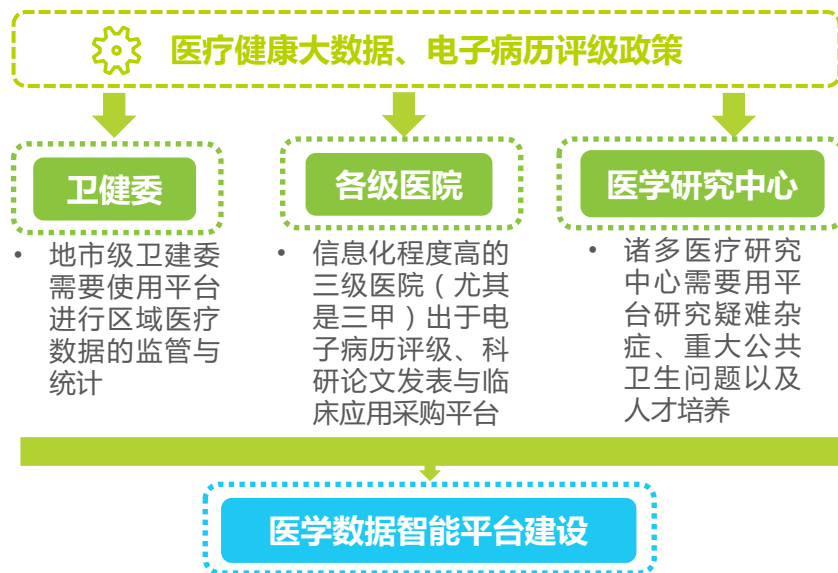 医疗健康大数据、电子病历评级政策
卫健委
• 地市级卫建委
需要使用平台
进行区域医疗
数据的监管与
统计
各级医院
• 信息化程度高的
三级医院（尤其
是三甲）出于电
子病历评级、科
研论文发表与临
床应用采购平台
医学研究中心
• 诸多医疗研究
中心需要用平
台研究疑难杂
症、重大公共
卫生问题以及
人才培养
医学数据智能平台建设